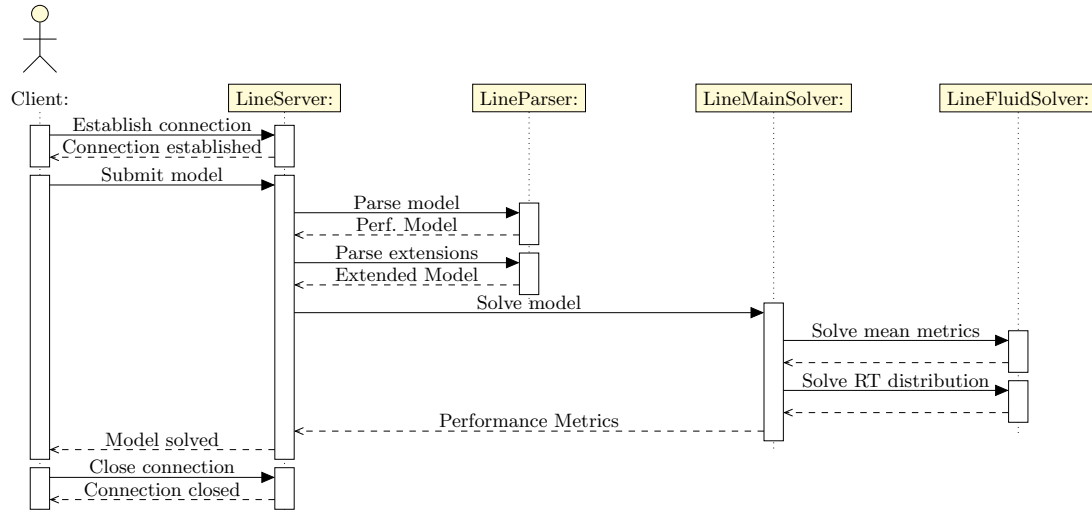 Client:
LineServer:
LineParser:
LineMainSolver:
LineFluidSolver:
Establish connection
Connection established
Submit model
Parse model
Perf. Model
Parse extensions
Extended Model
Solve model
Solve mean metrics
Solve RT distribution
Performance Metrics
Model solved
Close connection
Connection closed